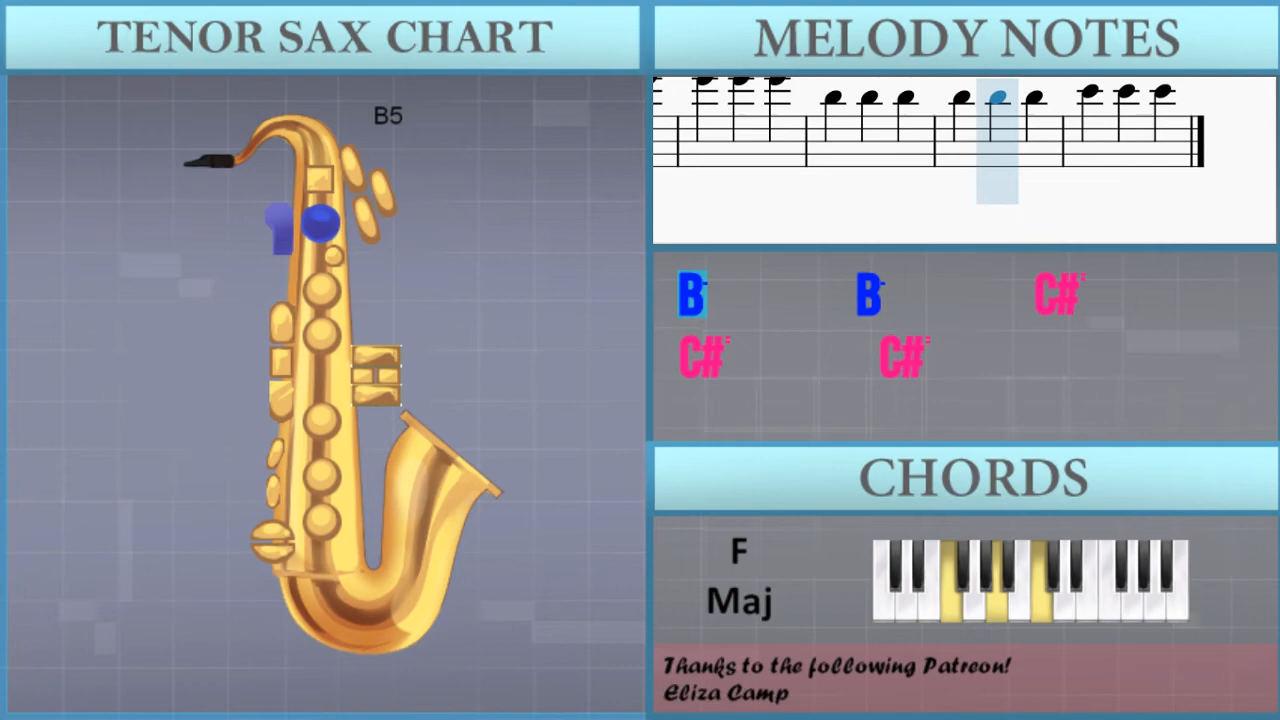 TENOR SAX CHART
B5
MELODY NOTES
B B C#
C# C#
CHORDS
F
Maj
Thanks to the following Patreon!
Eliza Camp